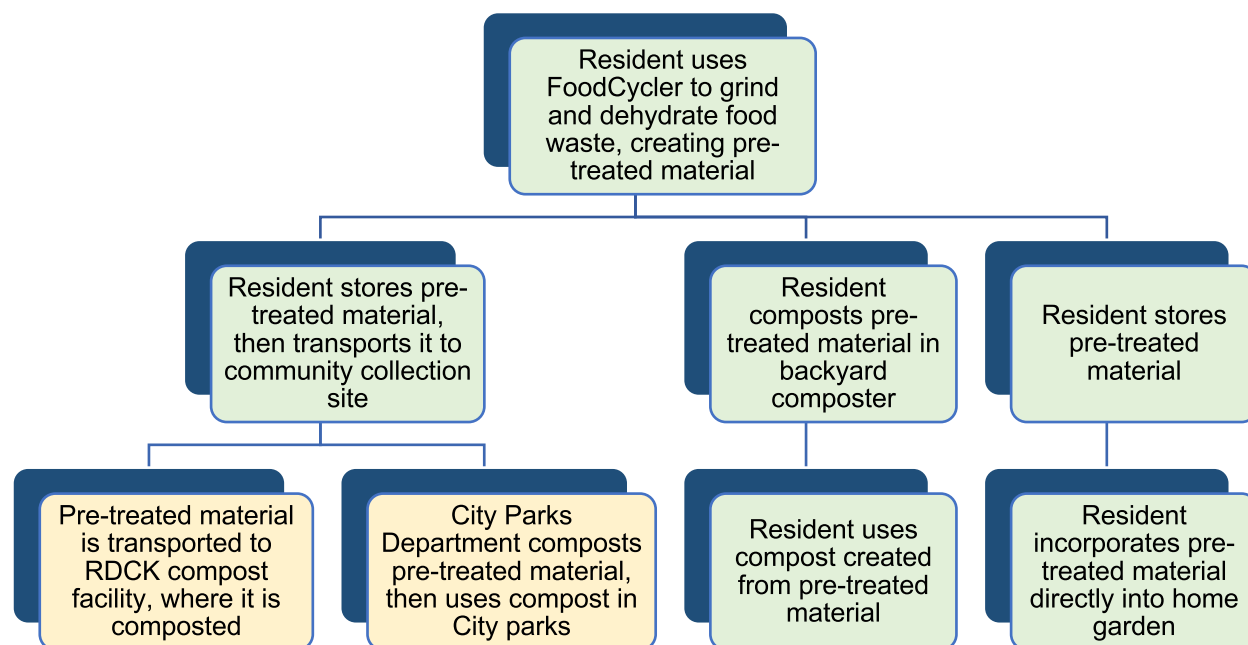 Resident uses
FoodCycler to grind
and dehydrate food
waste, creating pre-
treated material
Resident stores pre-
treated material,
then transports it to
community collection
site
Resident
composts pre-
treated material in
backyard
composter
Resident stores
pre-treated
material
Pre-treated material
is transported to
RDCK compost
facility, where it is
composted
City Parks
Department composts
pre-treated material,
then uses compost in
City parks
Resident uses
compost created
from pre-treated
material
Resident
incorporates pre-
treated material
directly into home
garden